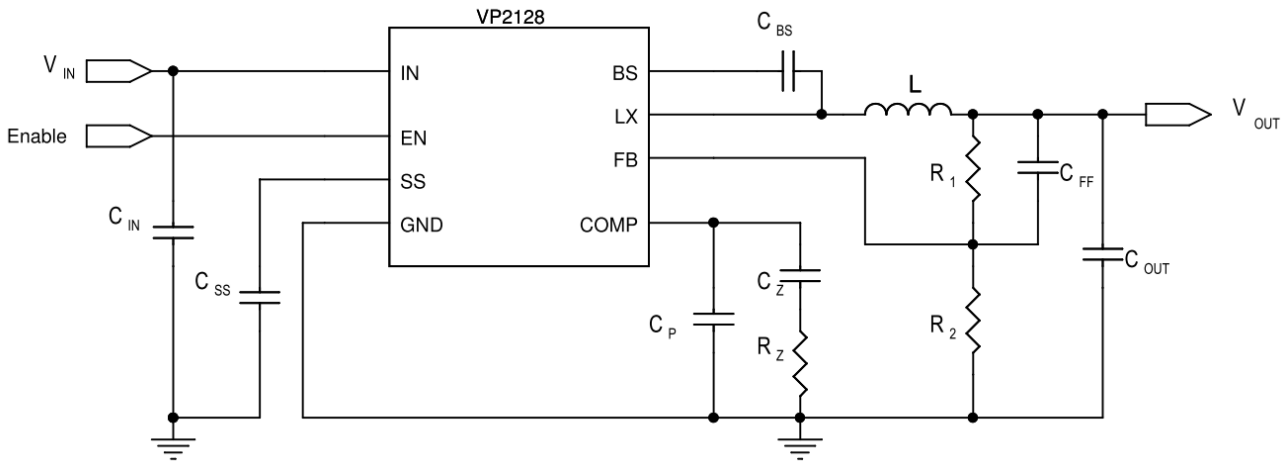 VP2128
C BS
V IN
IN
BS
L
LX
V OUT
Enable
EN
FB
R 1
C FF
SS
C IN
GND
COMP
C OUT
C SS
C Z
C P
R Z
R 2